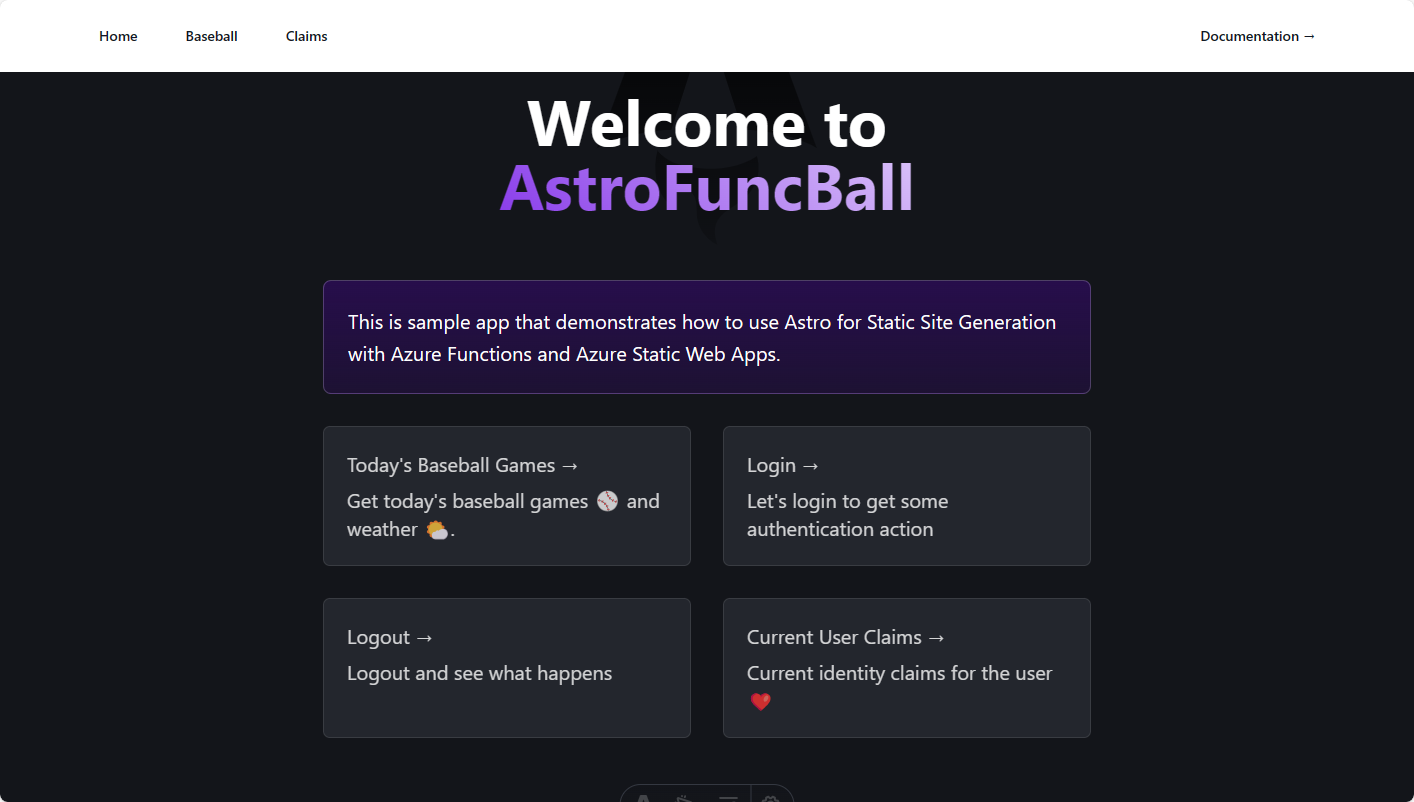 Home Baseball Claims Documentation →
Welcome to
AstroFuncBall
This is sample app that demonstrates how to use Astro for Static Site Generation
with Azure Functions and Azure Static Web Apps.
Today's Baseball Games →
Get today's baseball games ⚾ and
weather 🌤.
Login →
Let's login to get some
authentication action
Logout →
Logout and see what happens
Current User Claims →
Current identity claims for the user
❤️